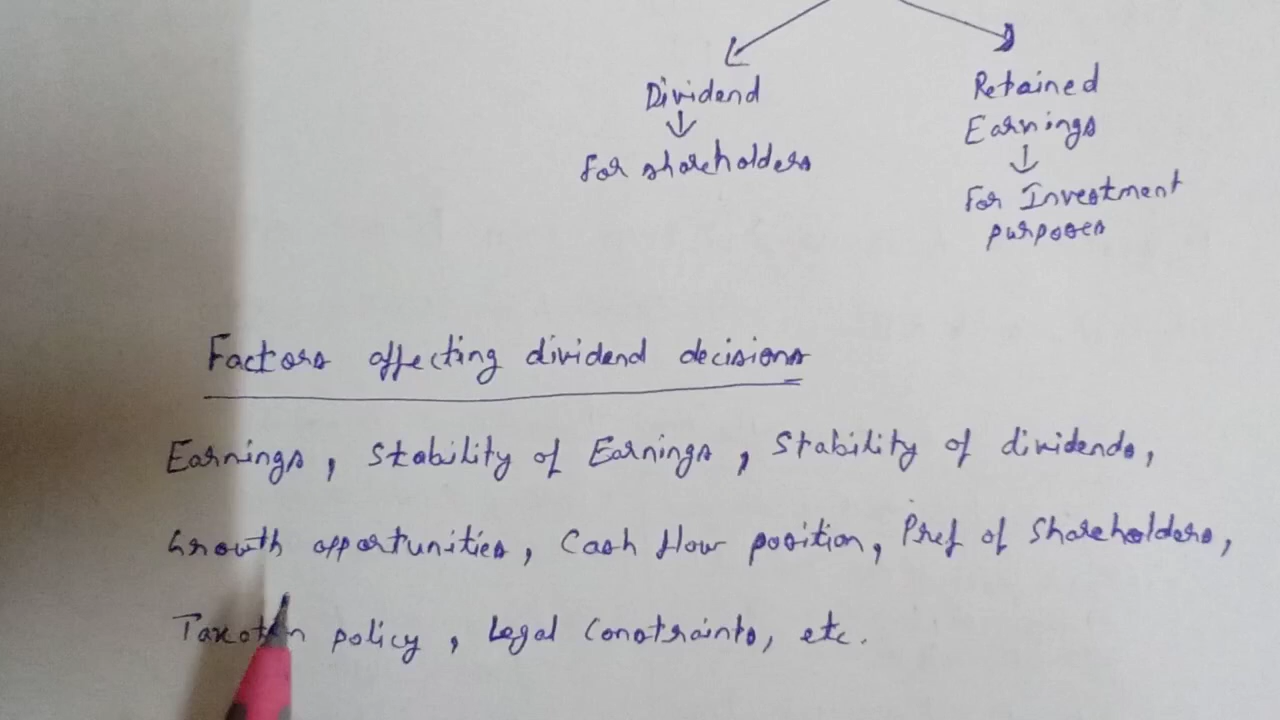 Dividend
↓
For shareholders
Retained
Earnings
↓
For Investment
purposes
Factors affecting dividend decisions
Earnings, Stability of Earnings, Stability of dividends,
Growth opportunities, Cash flow position, Pref of Shareholders,
Taxation policy, Legal Constraints, etc.